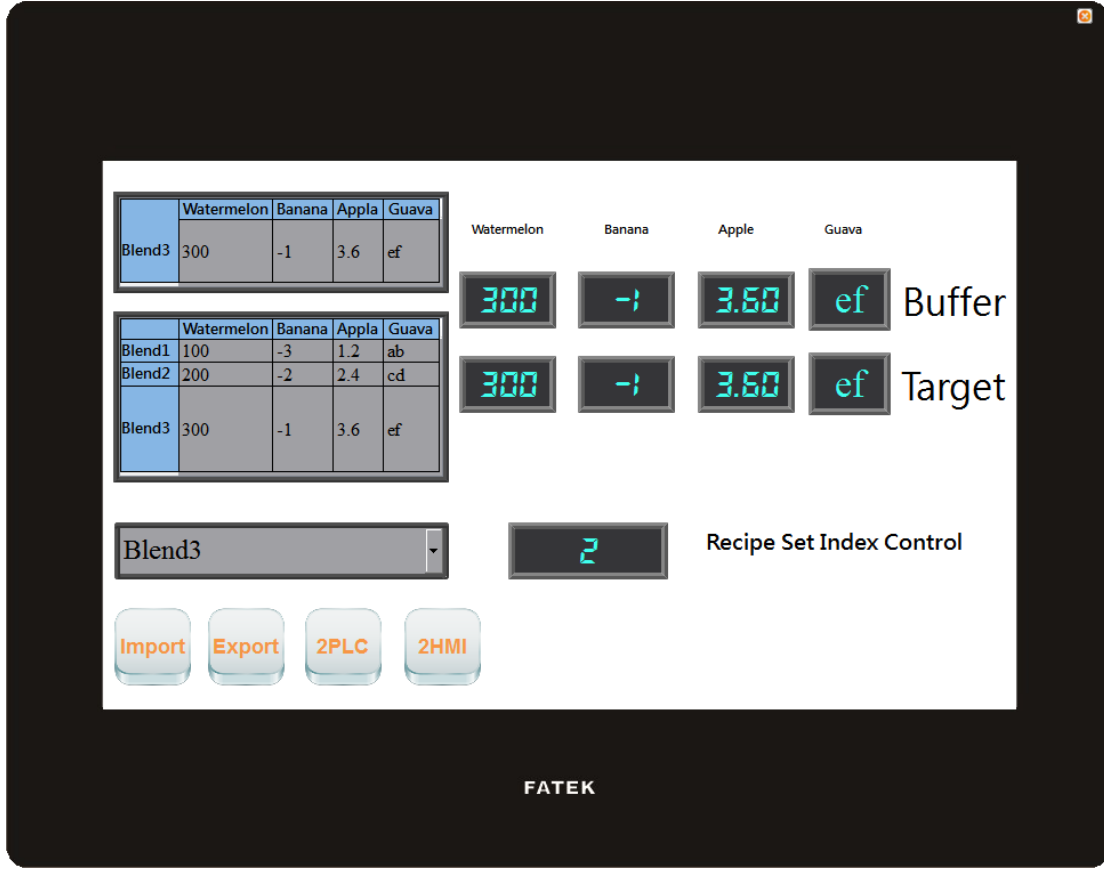 Watermelon Banana Appla Guava
Blend3 300 -1 3.6 ef
Watermelon Banana Apple Guava
300 -1 3.60 ef Buffer
Watermelon Banana Appla Guava
Blend1 100 -3 1.2 ab
Blend2 200 -2 2.4 cd
Blend3 300 -1 3.6 ef
300 -1 3.60 ef Target
Blend3
2
Recipe Set Index Control
Import Export 2PLC 2HMI
FATEK